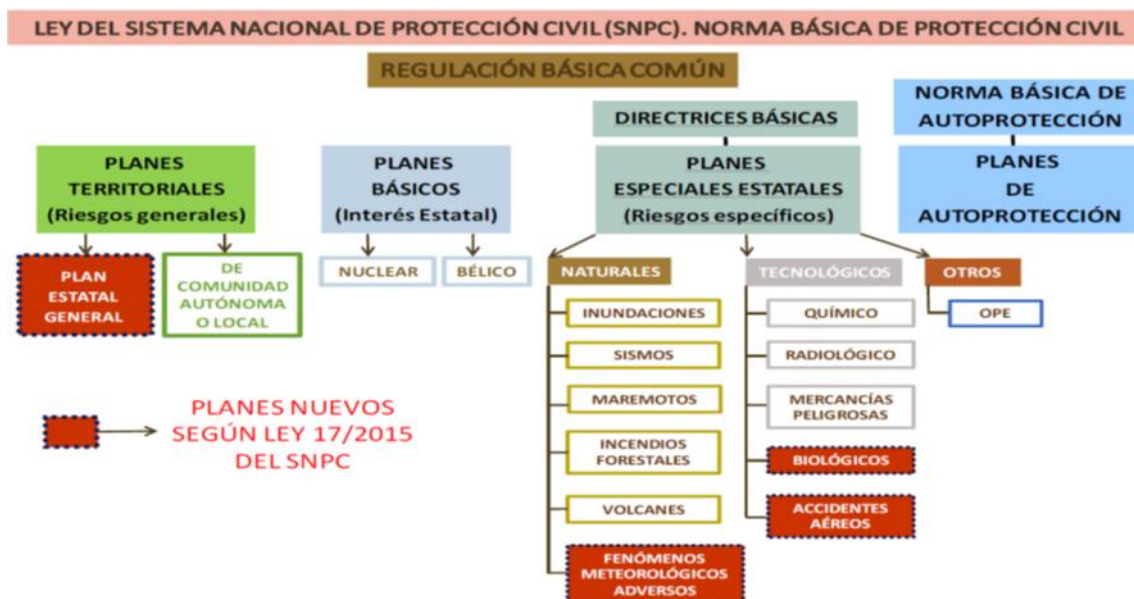 LEY DEL SISTEMA NACIONAL DE PROTECCIÓN CIVIL (SNPC). NORMA BÁSICA DE PROTECCIÓN CIVIL
REGULACIÓN BÁSICA COMÚN
PLANES
TERRITORIALES
(Riesgos generales)
PLAN
ESTATAL
GENERAL
DE
COMUNIDAD
AUTÓNOMA
O LOCAL
PLANES
BÁSICOS
(Interés Estatal)
NUCLEAR
BÉLICO
DIRECTRICES BÁSICAS
PLANES
ESPECIALES ESTATALES
(Riesgos específicos)
NATURALES
INUNDACIONES
SISMOS
MAREMOTOS
INCENDIOS
FORESTALES
VOLCANES
FENÓMENOS
METEOROLÓGICOS
ADVERSOS
TECNOLÓGICOS
QUÍMICO
RADIOLÓGICO
MERCANCÍAS
PELIGROSAS
BIOLÓGICOS
ACCIDENTES
AÉREOS
OTROS
OPE
NORMA BÁSICA DE
AUTOPROTECCIÓN
PLANES
DE
AUTOPROTECCIÓN
PLANES NUEVOS
SEGÚN LEY 17/2015
DEL SNPC